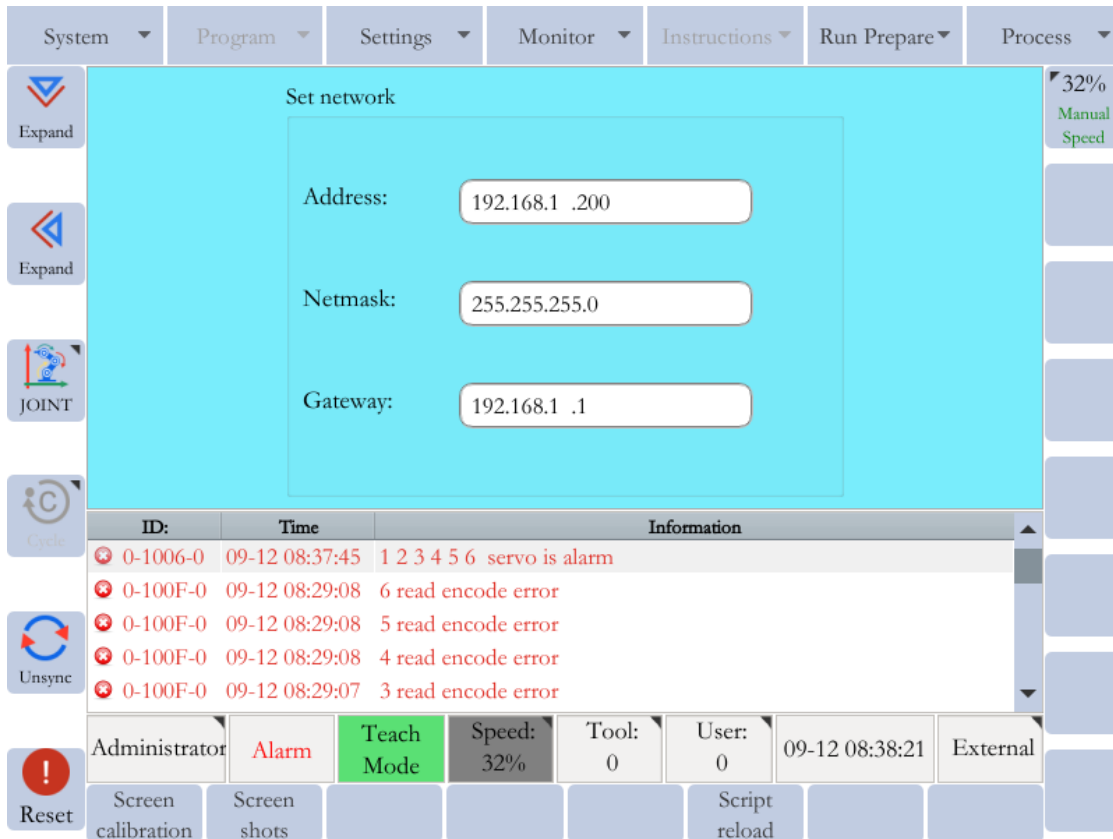 System Program Settings Monitor Instructions Run Prepare Process
Expand
Expand
JOINT
Cycle
Unsync
Reset
Set network
Address: 192.168.1 .200
Netmask: 255.255.255.0
Gateway: 192.168.1 .1
32%
Manual
Speed
ID: Time Information
0-1006-0 09-12 08:37:45 1 2 3 4 5 6 servo is alarm
0-100F-0 09-12 08:29:08 6 read encode error
0-100F-0 09-12 08:29:08 5 read encode error
0-100F-0 09-12 08:29:08 4 read encode error
0-100F-0 09-12 08:29:07 3 read encode error
Administrator
Alarm
Teach
Mode
Speed:
32%
Tool:
0
User:
0
09-12 08:38:21
External
Screen
calibration
Screen
shots
Script
reload